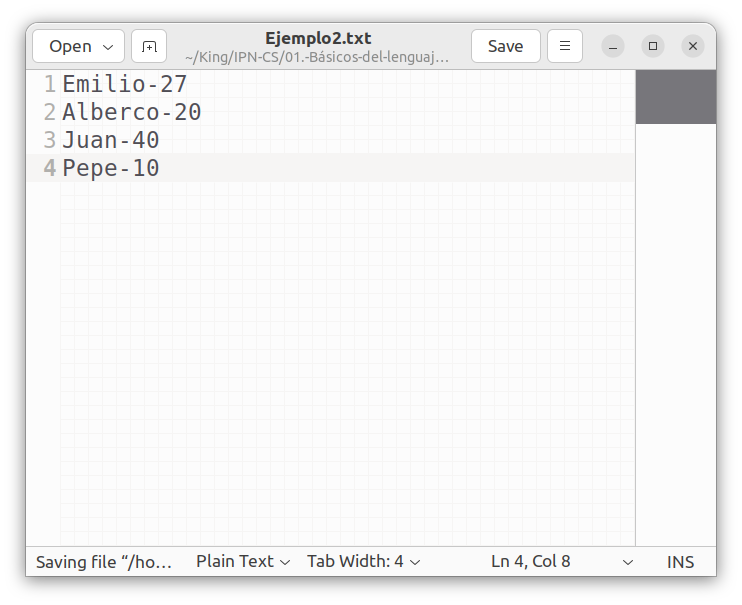 Open
Ejemplo2.txt
~/King/IPN-CS/01.-Básicos-del-lenguaj...
Save
1 Emilio-27
2 Alberco-20
3 Juan-40
4 Pepe-10
Saving file “/ho... Plain Text Tab Width: 4 Ln 4, Col 8 INS